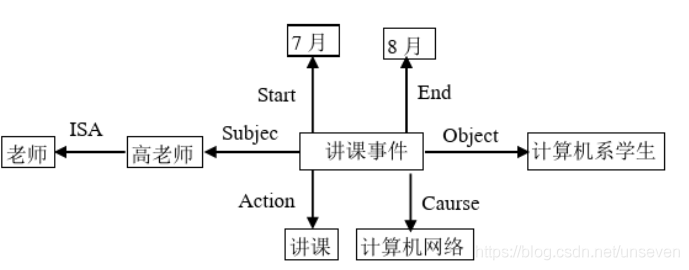 7 月
8 月
Start
End
ISA
Subjec
Object
老师
高老师
讲课事件
计算机系学生
Action
Caurse
讲课
计算机网络
https://blog.csdn.net/unseven